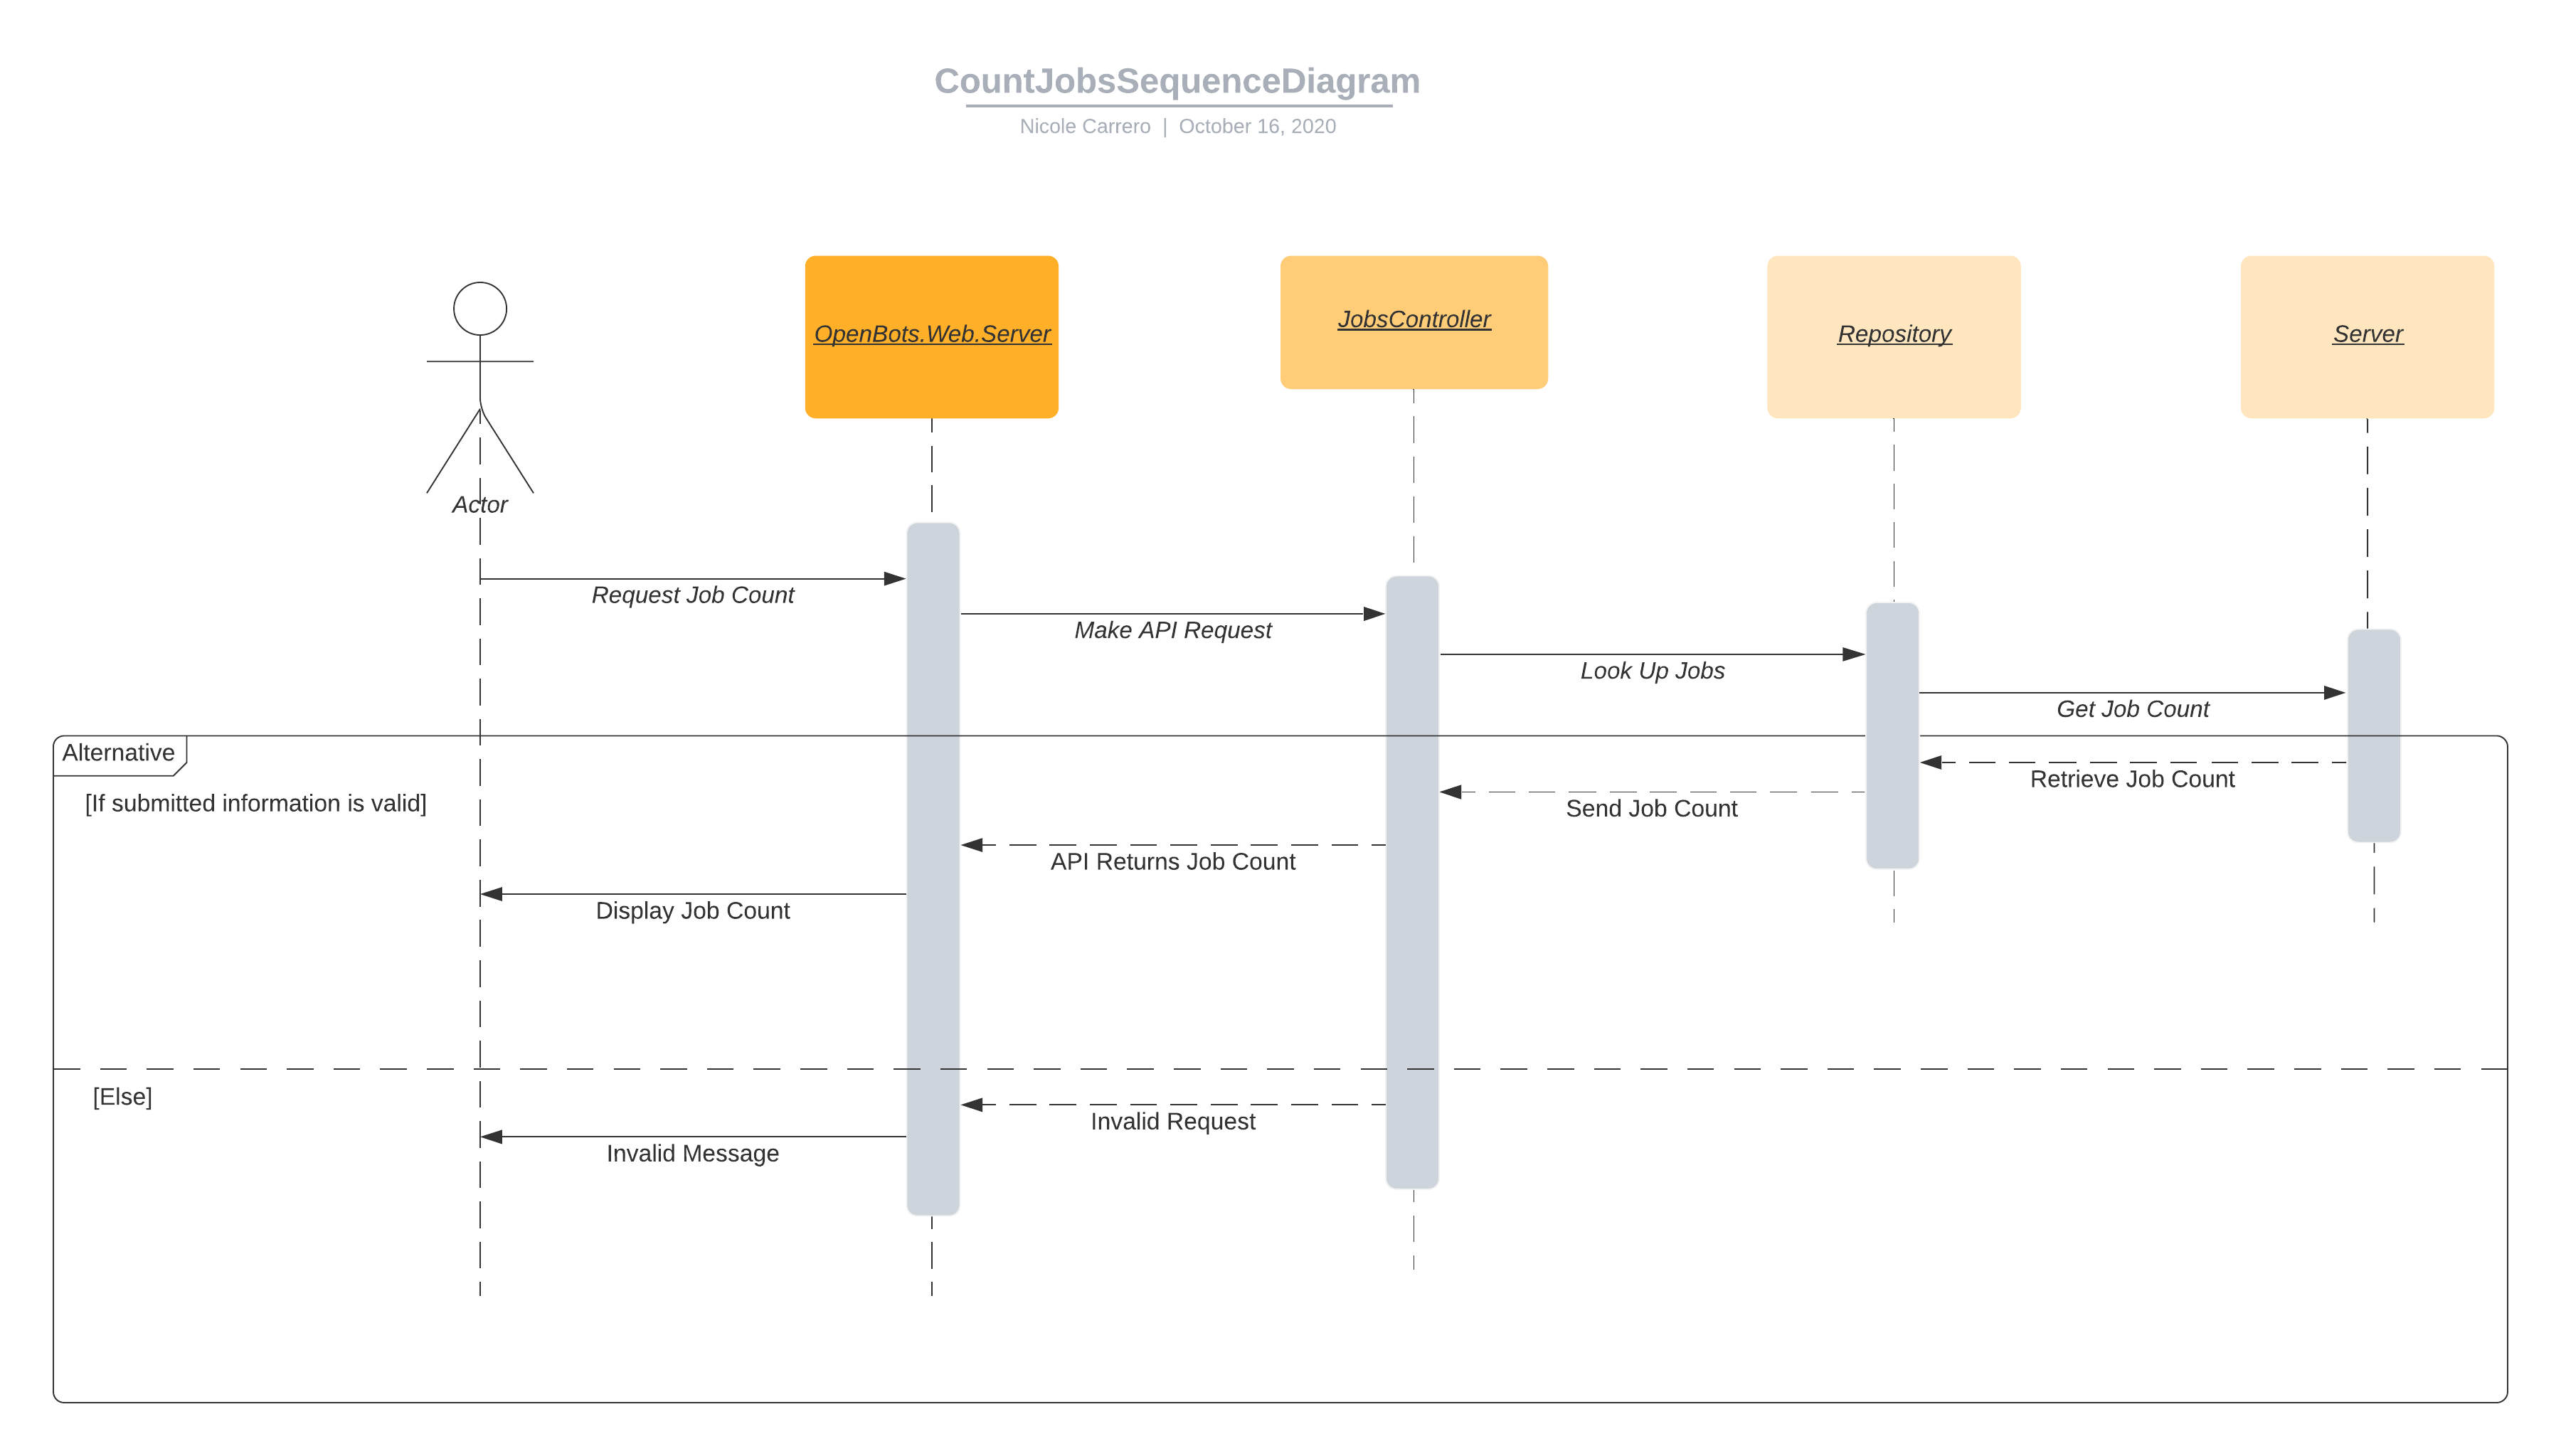 CountJobsSequenceDiagram
Nicole Carrero | October 16, 2020
OpenBots.Web.Server
JobsController
Repository
Server
Actor
Request Job Count
Make API Request
Look Up Jobs
Get Job Count
Alternative
[If submitted information is valid]
Retrieve Job Count
Send Job Count
API Returns Job Count
Display Job Count
[Else]
Invalid Request
Invalid Message